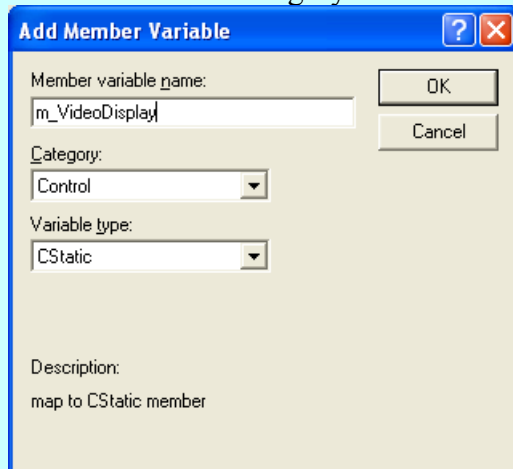 Add Member Variable
Member variable name:
OK
m_VideoDisplay
Cancel
Category:
Control
Variable type:
CStatic
Description:
map to CStatic member